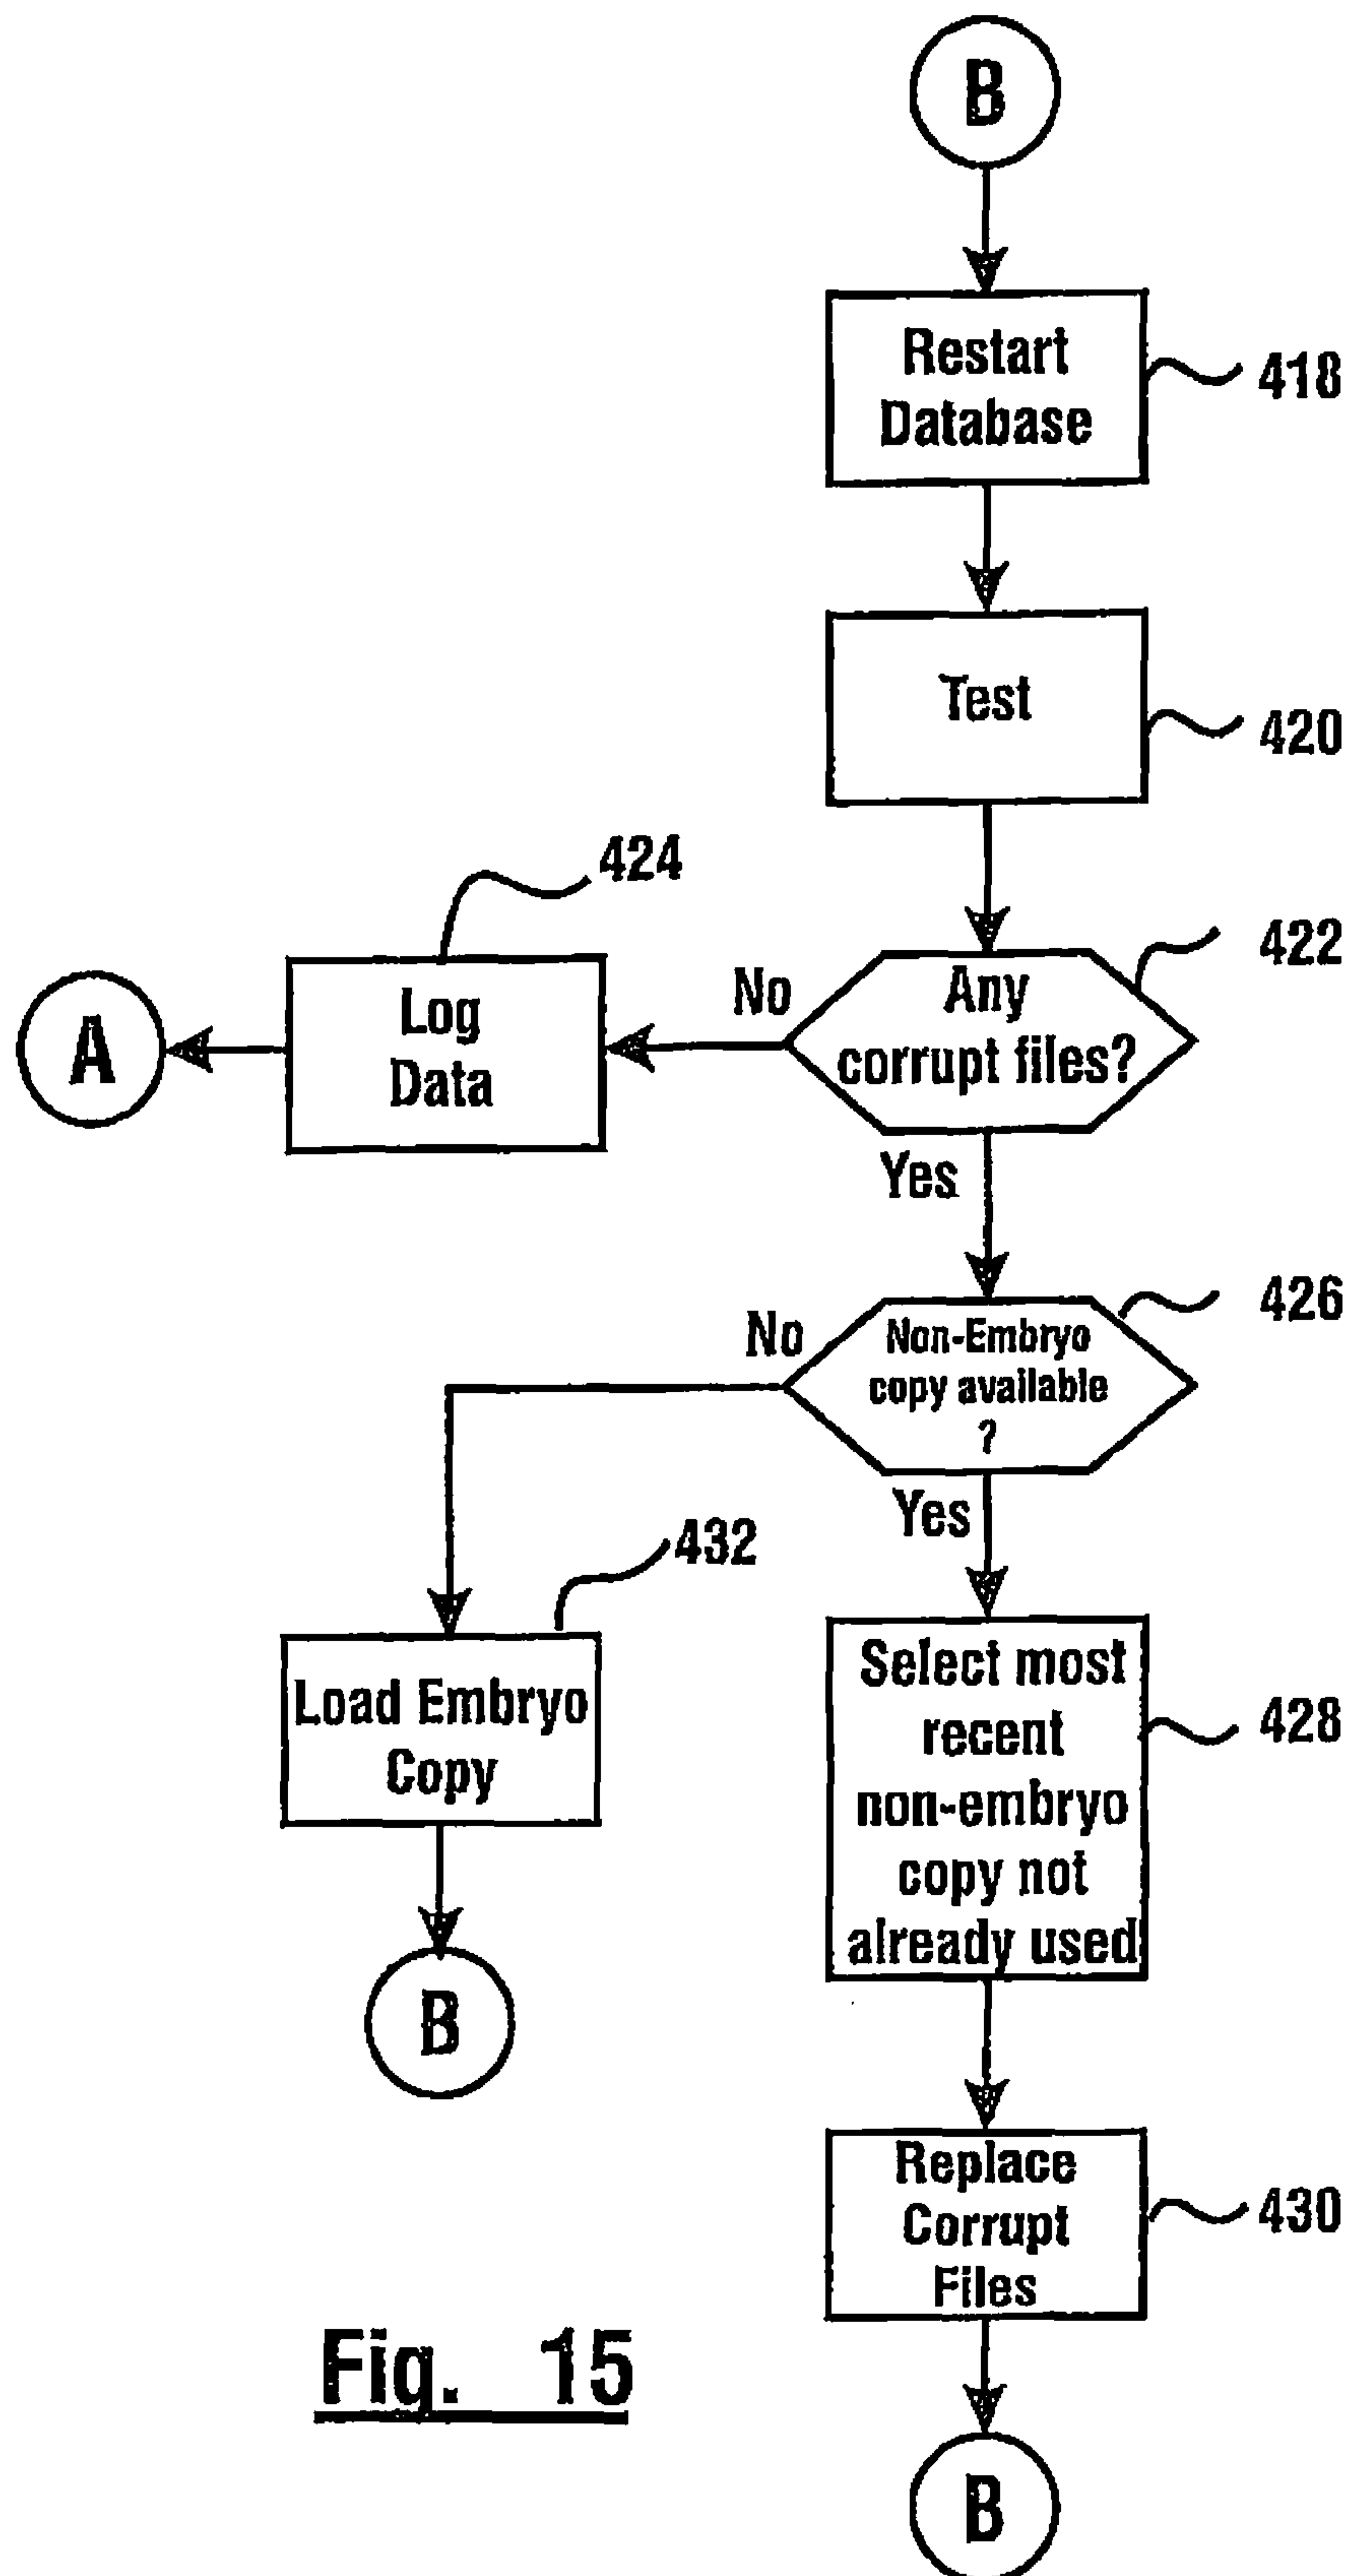 B
Restart
Database
418
Test
420
424
422
Any
corrupt files?
No
Log
Data
A
Yes
426
Non-Embryo
copy available
?
No
Yes
432
Load Embryo
Copy
B
Select most
recent
non-embryo
copy not
already used
428
Replace
Corrupt
Files
430
B
Fig. 15